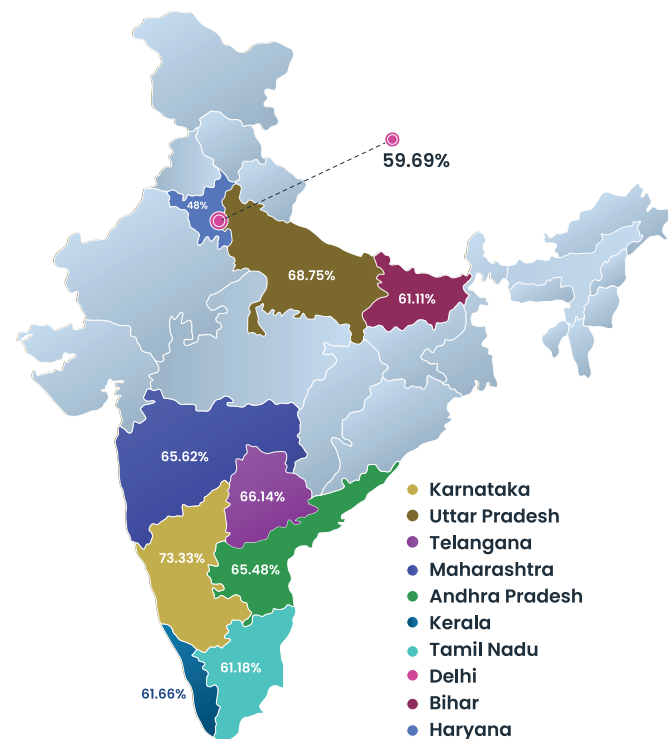 59.69%
48%
68.75%
61.11%
65.62%
66.14%
73.33%
65.48%
61.18%
61.66%
Karnataka
Uttar Pradesh
Telangana
Maharashtra
Andhra Pradesh
Kerala
Tamil Nadu
Delhi
Bihar
Haryana